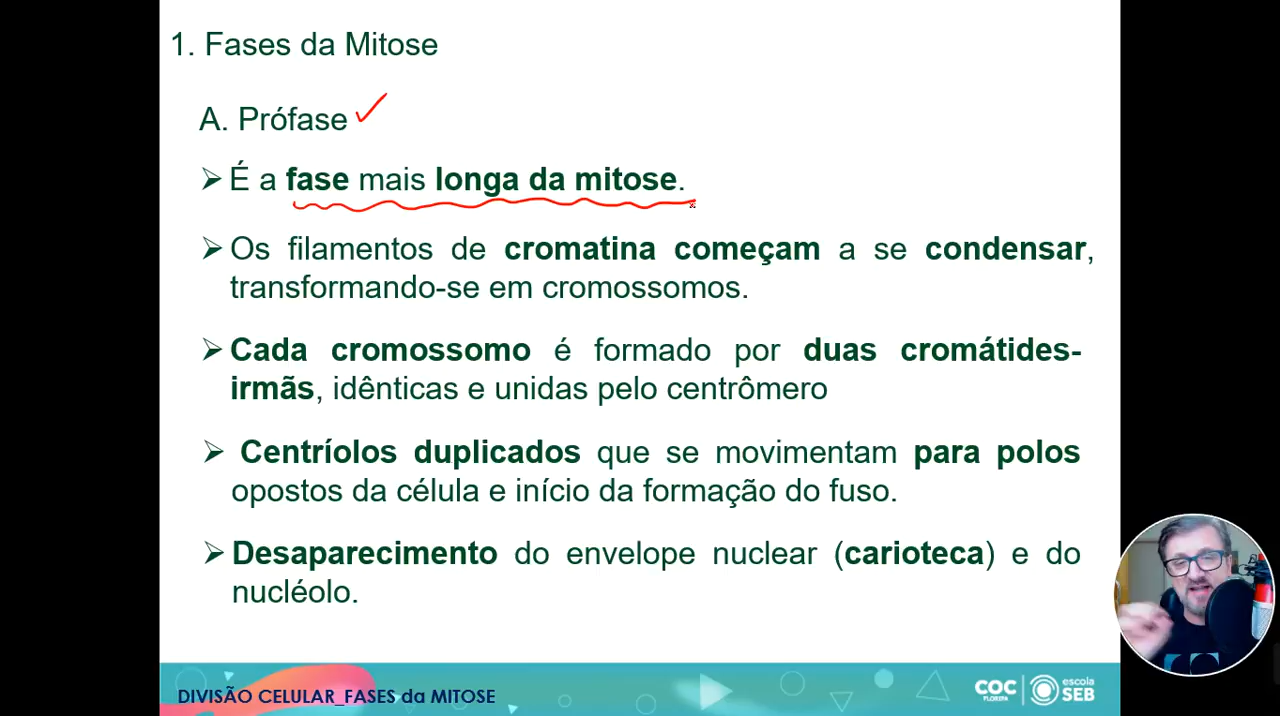 1. Fases da Mitose
A. Prófase
➢ É a fase mais longa da mitose.
➢ Os filamentos de cromatina começam a se condensar,
transformando-se em cromossomos.
➢ Cada cromossomo é formado por duas cromátides-
irmãs, idênticas e unidas pelo centrômero
➢ Centríolos duplicados que se movimentam para polos
opostos da célula e início da formação do fuso.
➢ Desaparecimento do envelope nuclear (carioteca) e do
nucléolo.
DIVISÃO CELULAR_FASES da MITOSE
COC
FLORIPA
escola
SEB